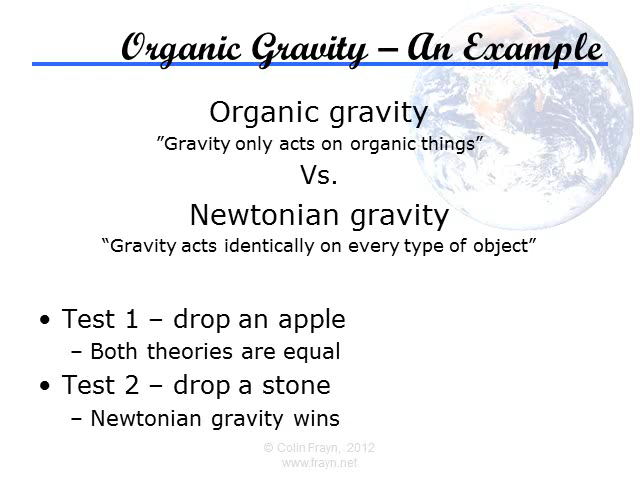 Organic Gravity – An Example
Organic gravity
”Gravity only acts on organic things”
Vs.
Newtonian gravity
“Gravity acts identically on every type of object”
• Test 1 – drop an apple
– Both theories are equal
• Test 2 – drop a stone
– Newtonian gravity wins
© Colin Frayn, 2012
www.frayn.net